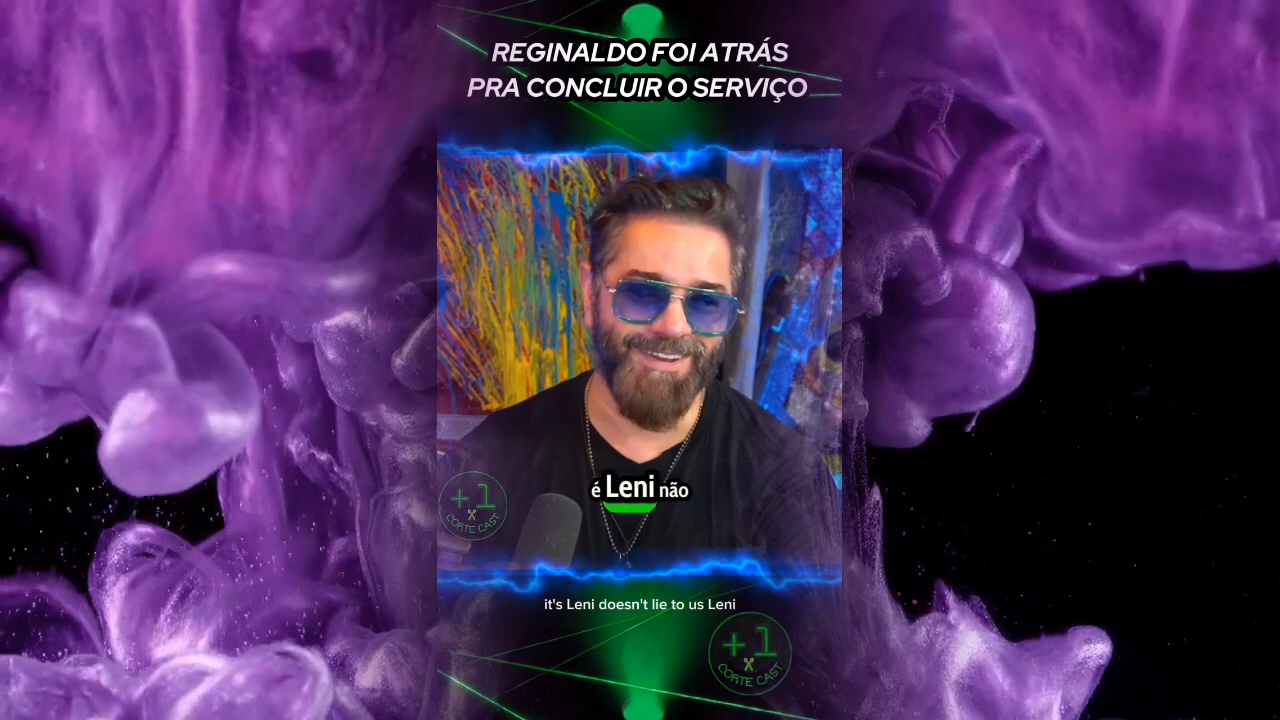 REGINALDO FOI ATRÁS
PRA CONCLUIR O SERVIÇO
é Leni não
+1
CORTE CAST
it's Leni doesn't lie to us Leni
+1
CORTE CAST